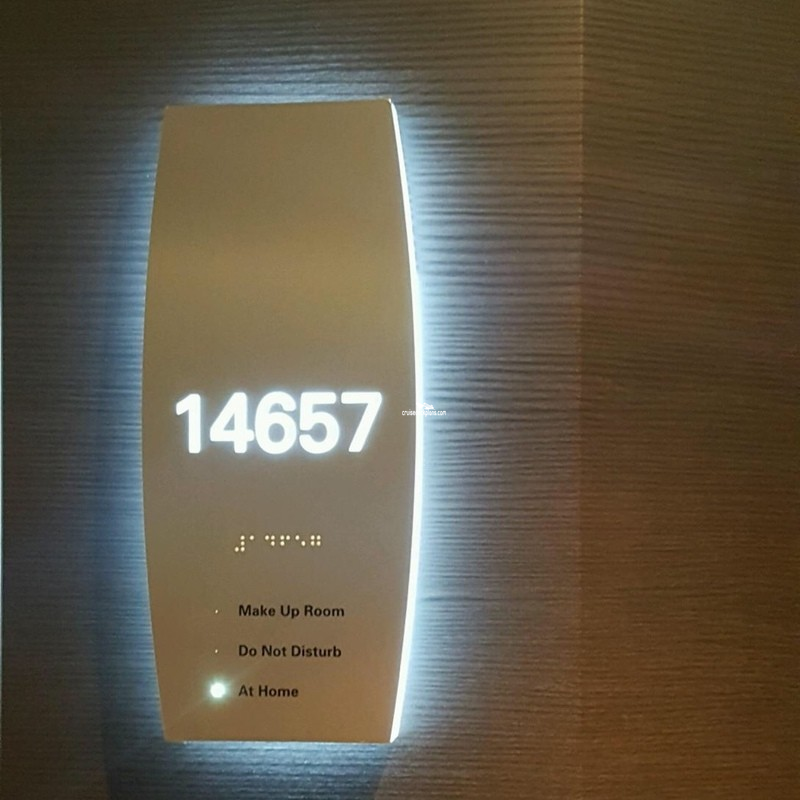 14657
⠼⠁⠙⠋⠑⠛
Make Up Room
Do Not Disturb
At Home